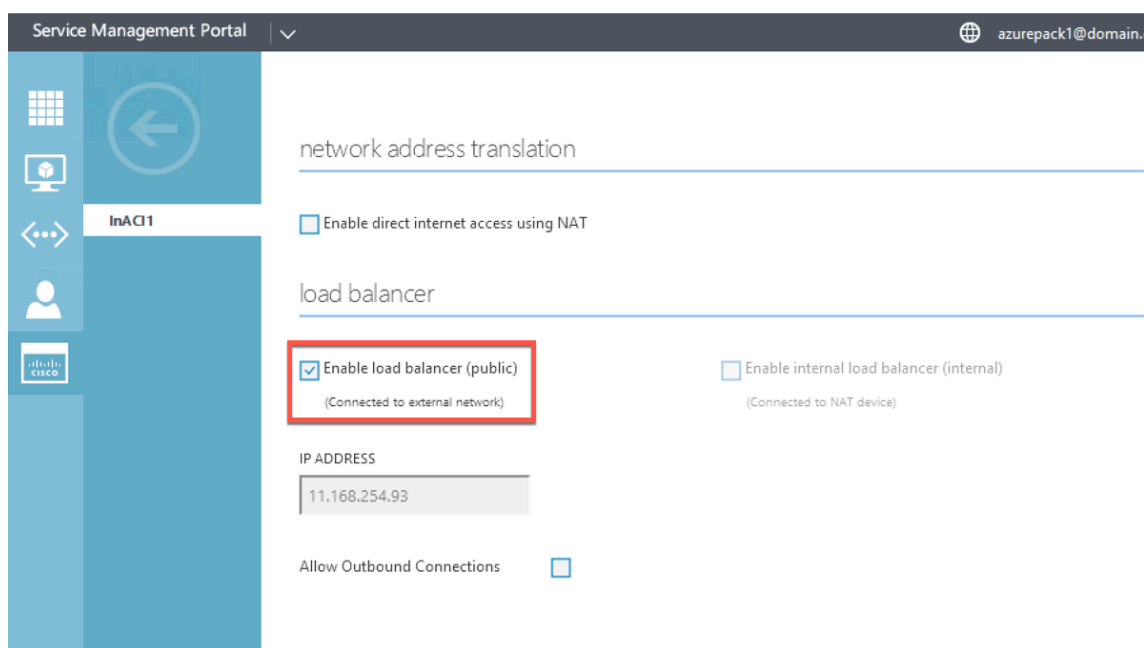 Service Management Portal
azurepack1@domain.
network address translation
InACI1
Enable direct internet access using NAT
load balancer
Enable load balancer (public)
Enable internal load balancer (internal)
(Connected to external network)
(Connected to NAT device)
cisco
IP ADDRESS
11.168.254.93
Allow Outbound Connections